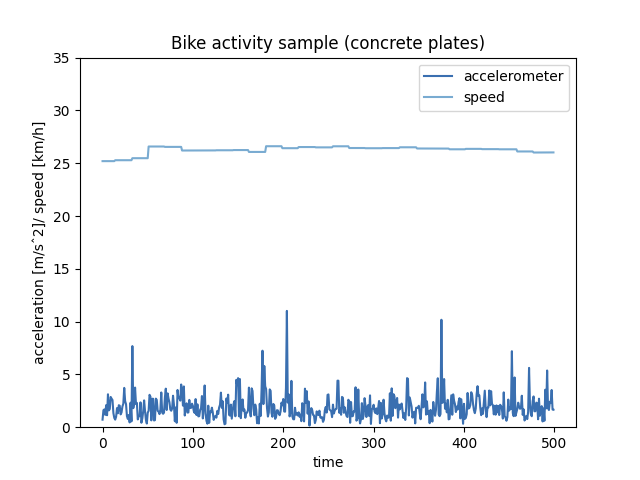 Bike activity sample (concrete plates)
accelerometer
speed
acceleration [m/sˆ2]/ speed [km/h]
35
30
25
20
15
10
5
0
0 100 200 300 400 500
time